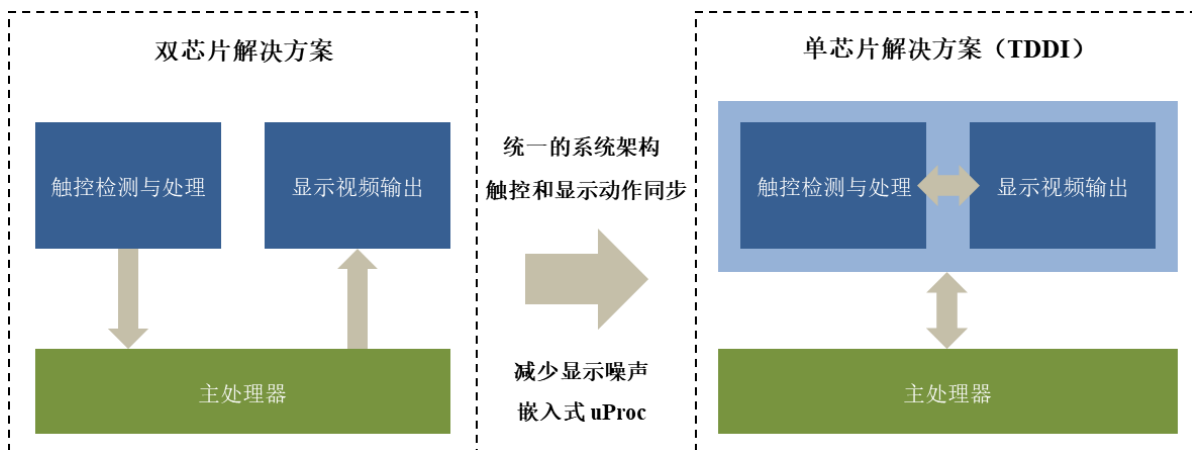 双芯片解决方案
触控检测与处理
显示视频输出
主处理器
统一的系统架构
触控和显示动作同步
减少显示噪声
嵌入式 uProc
单芯片解决方案（TDDI）
触控检测与处理
显示视频输出
主处理器